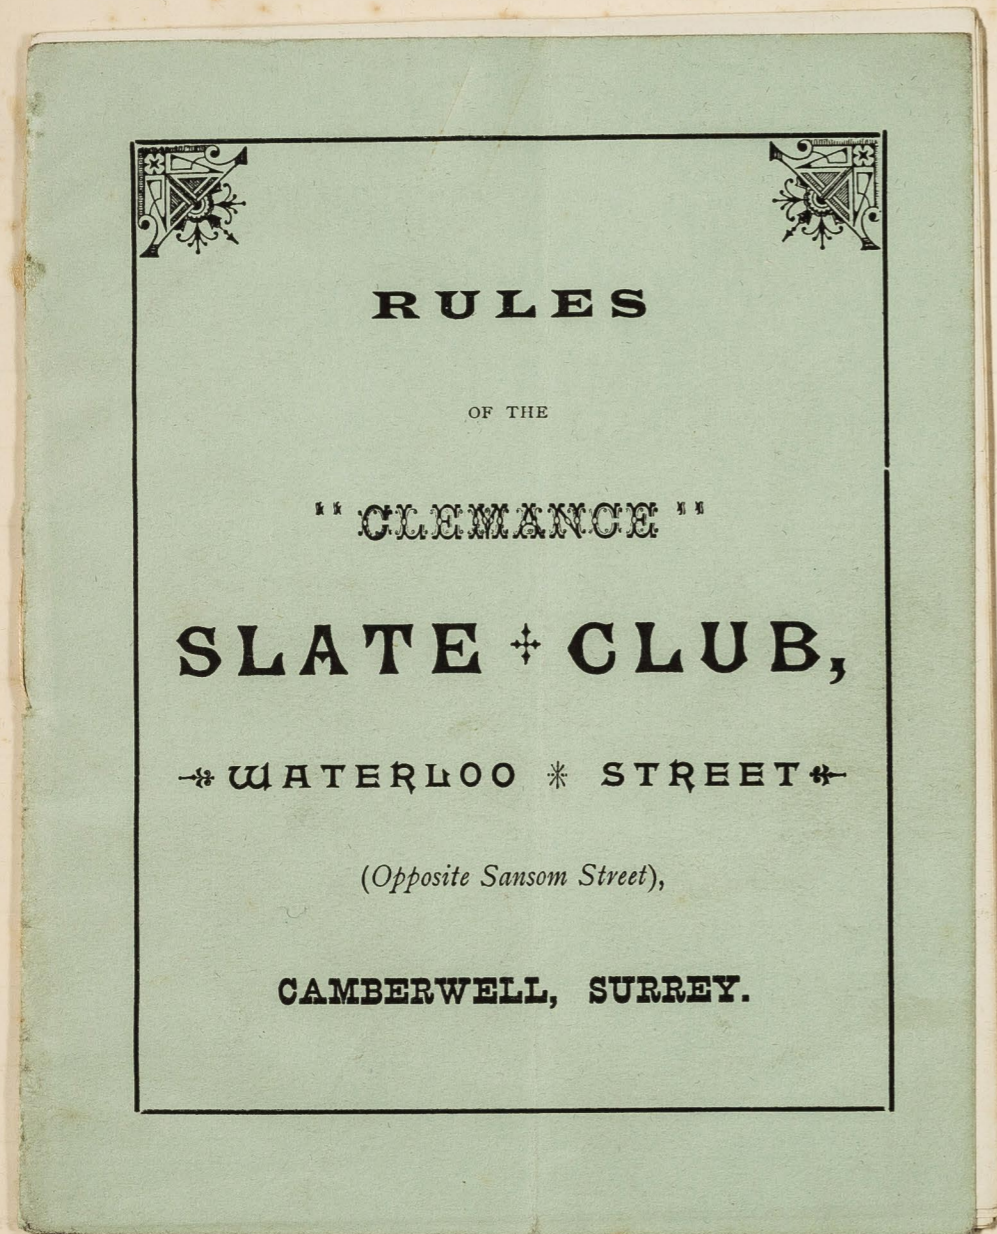 RULES
OF THE
"CLEMANCE"
SLATE CLUB,
WATERLOO STREET
(Opposite Sansom Street),
CAMBERWELL, SURREY.